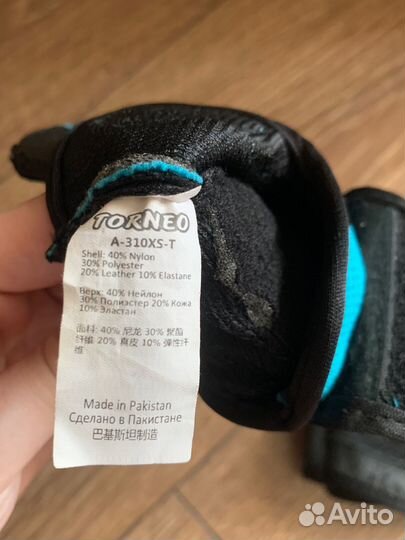 TORNEO
A-310XS-T
Shell: 40% Nylon
30% Polyester
20% Leather 10% Elastane
Верх: 40% Нейлон
30% Полиэстер 20% Кожа
10% Эластан
面料: 40% 尼龙 30% 聚酯
纤维 20% 真皮 10% 弹性纤
维
Made in Pakistan
Сделано в Пакистане
巴基斯坦制造
Avito